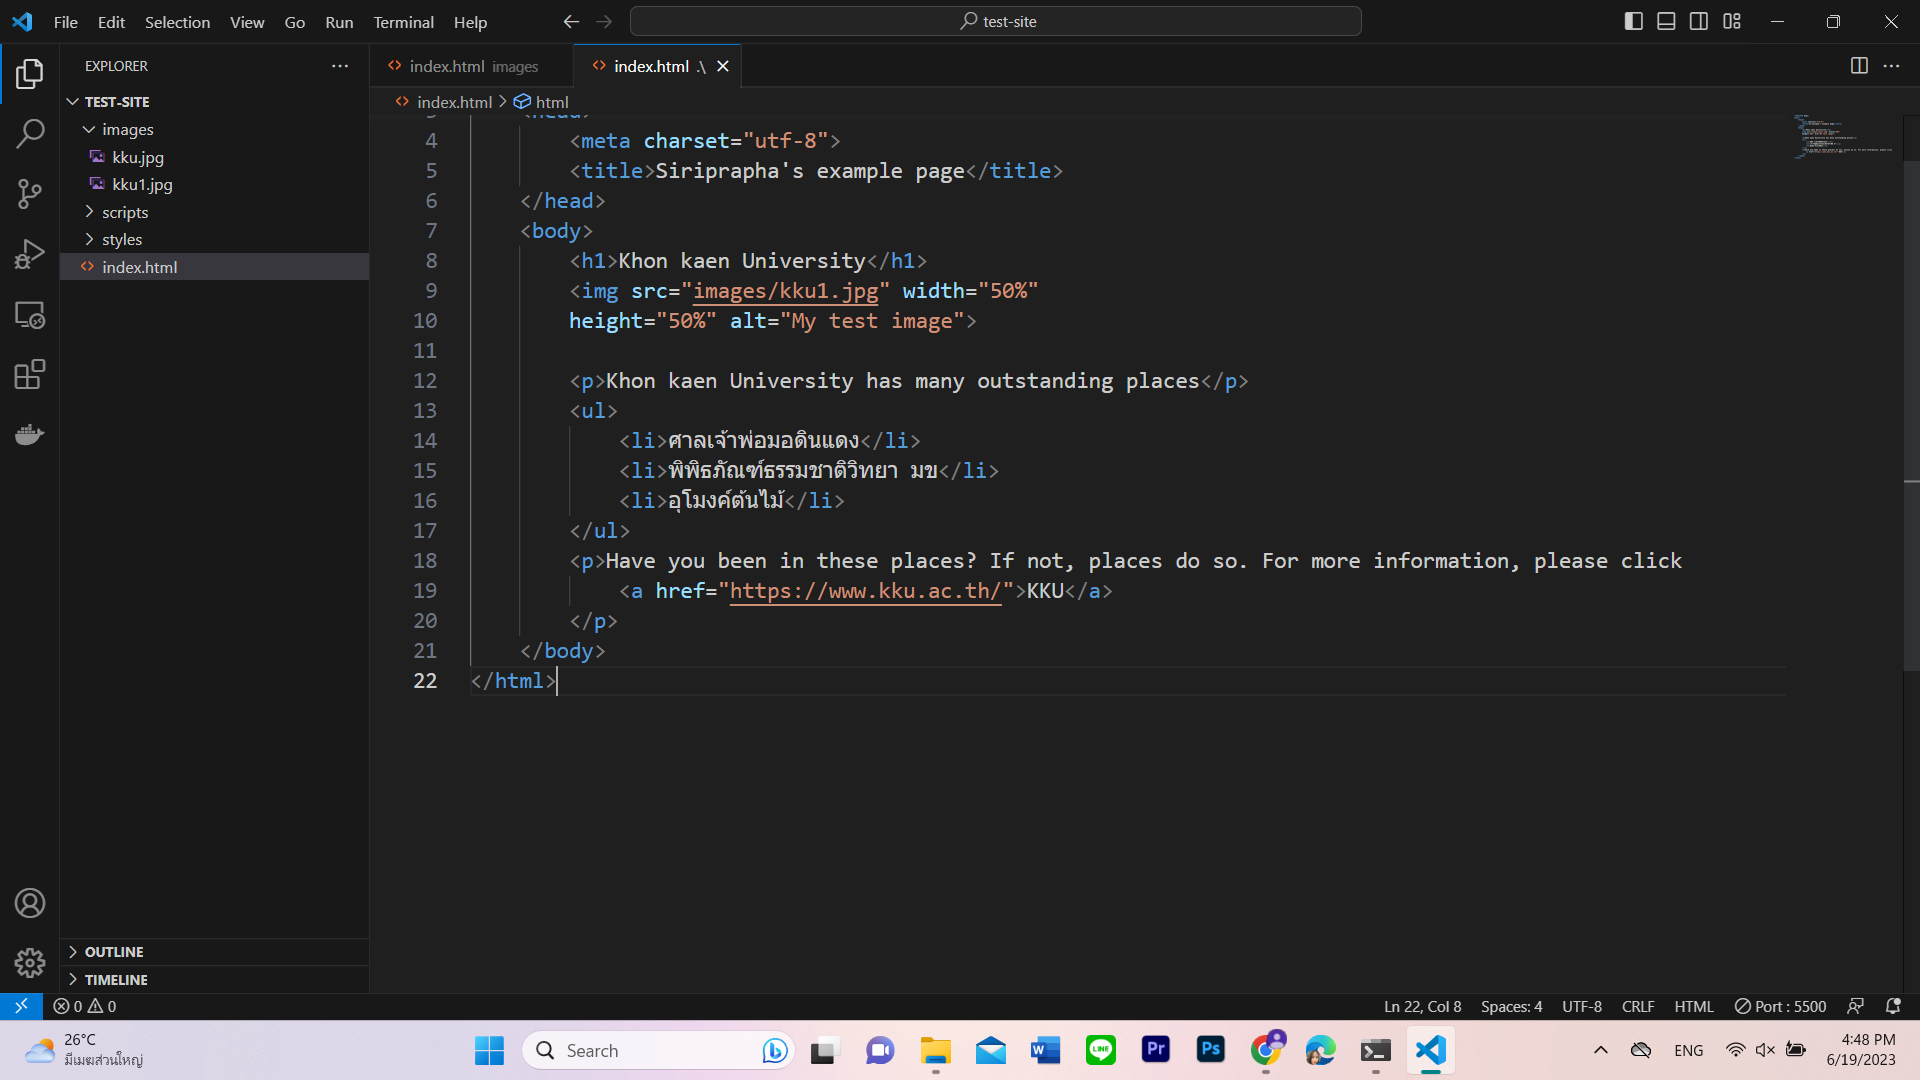 File Edit Selection View Go Run Terminal Help
test-site
EXPLORER
TEST-SITE
images
kku.jpg
kku1.jpg
scripts
styles
index.html
OUTLINE
TIMELINE
index.html images
index.html .\
index.html > html
3 <head>
4 <meta charset="utf-8">
5 <title>Siriprapha's example page</title>
6 </head>
7 <body>
8 <h1>Khon kaen University</h1>
9 <img src="images/kku1.jpg" width="50%"
10 height="50%" alt="My test image">
11
12 <p>Khon kaen University has many outstanding places</p>
13 <ul>
14 <li>ศาลเจ้าพ่อมอดินแดง</li>
15 <li>พิพิธภัณฑ์ธรรมชาติวิทยา มข</li>
16 <li>อุโมงค์ต้นไม้</li>
17 </ul>
18 <p>Have you been in these places? If not, places do so. For more information, please click
19 <a href="https://www.kku.ac.th/">KKU</a>
20 </p>
21 </body>
22 </html>
0 0
Ln 22, Col 8 Spaces: 4 UTF-8 CRLF HTML Port : 5500
26°C
มีเมฆส่วนใหญ่
Search
W
LINE
Pr
Ps
ENG
4:48 PM
6/19/2023